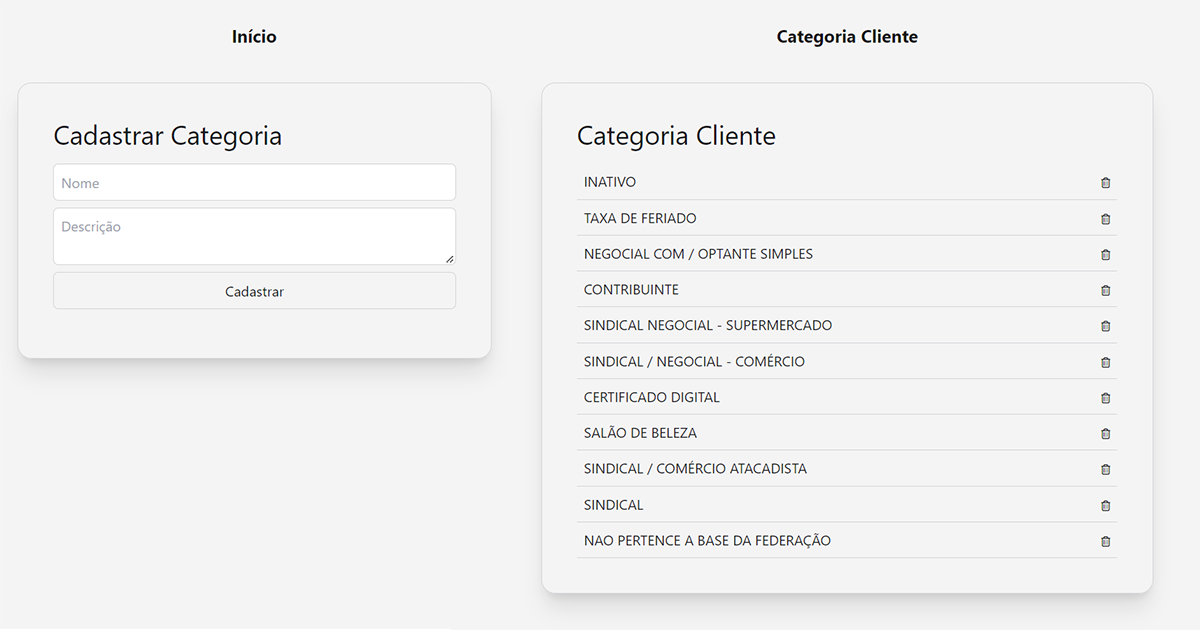 Início
Categoria Cliente
Cadastrar Categoria
Nome
Descrição
Cadastrar
Categoria Cliente
INATIVO
TAXA DE FERIADO
NEGOCIAL COM / OPTANTE SIMPLES
CONTRIBUINTE
SINDICAL NEGOCIAL - SUPERMERCADO
SINDICAL / NEGOCIAL - COMÉRCIO
CERTIFICADO DIGITAL
SALÃO DE BELEZA
SINDICAL / COMÉRCIO ATACADISTA
SINDICAL
NAO PERTENCE A BASE DA FEDERAÇÃO